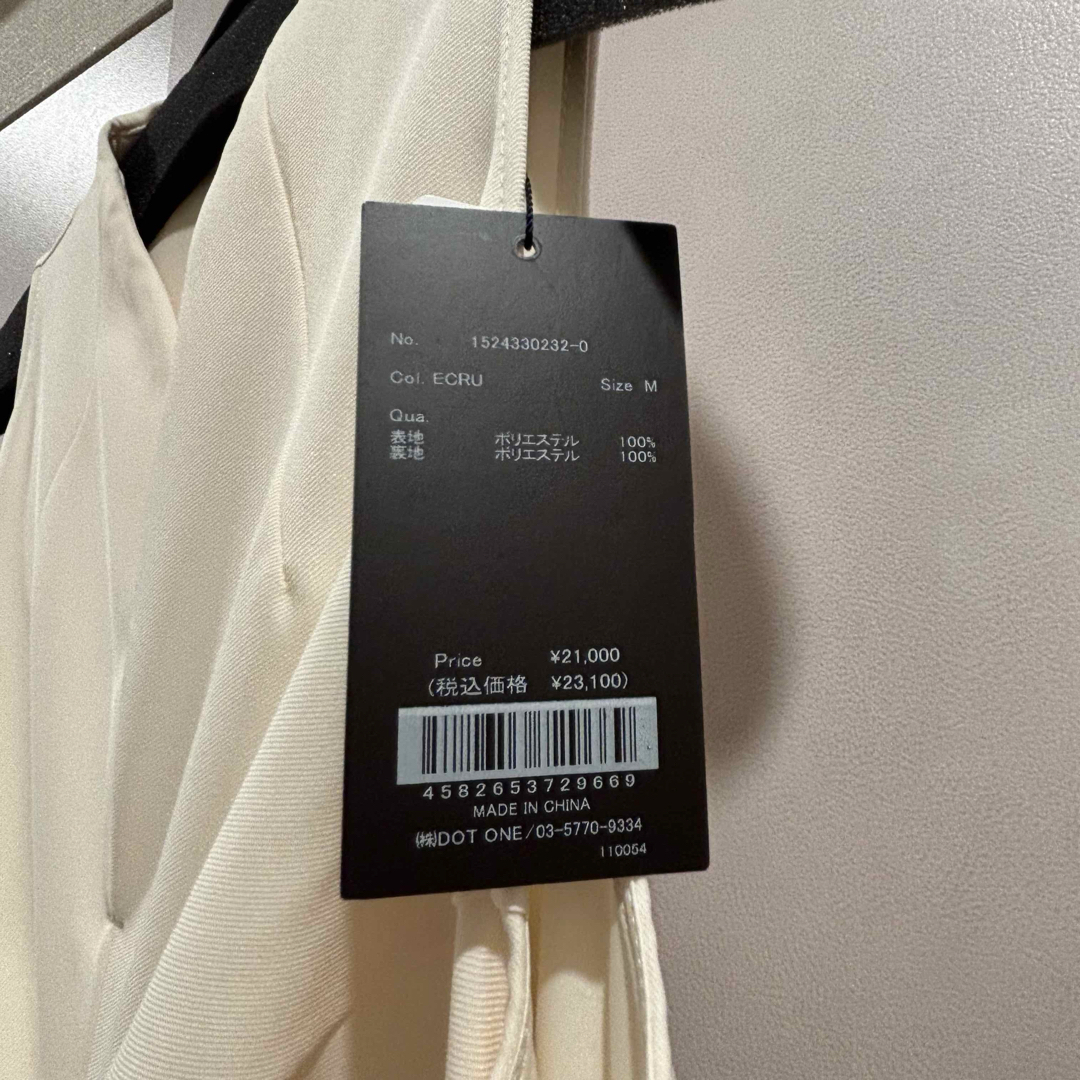 No. 1524330232-0
Col. ECRU Size M
Qua.
表地 ポリエステル 100%
裏地 ポリエステル 100%
Price ¥21,000
(税込価格 ¥23,100)
4582653729669
MADE IN CHINA
㈱DOT ONE/03-5770-9334
110054